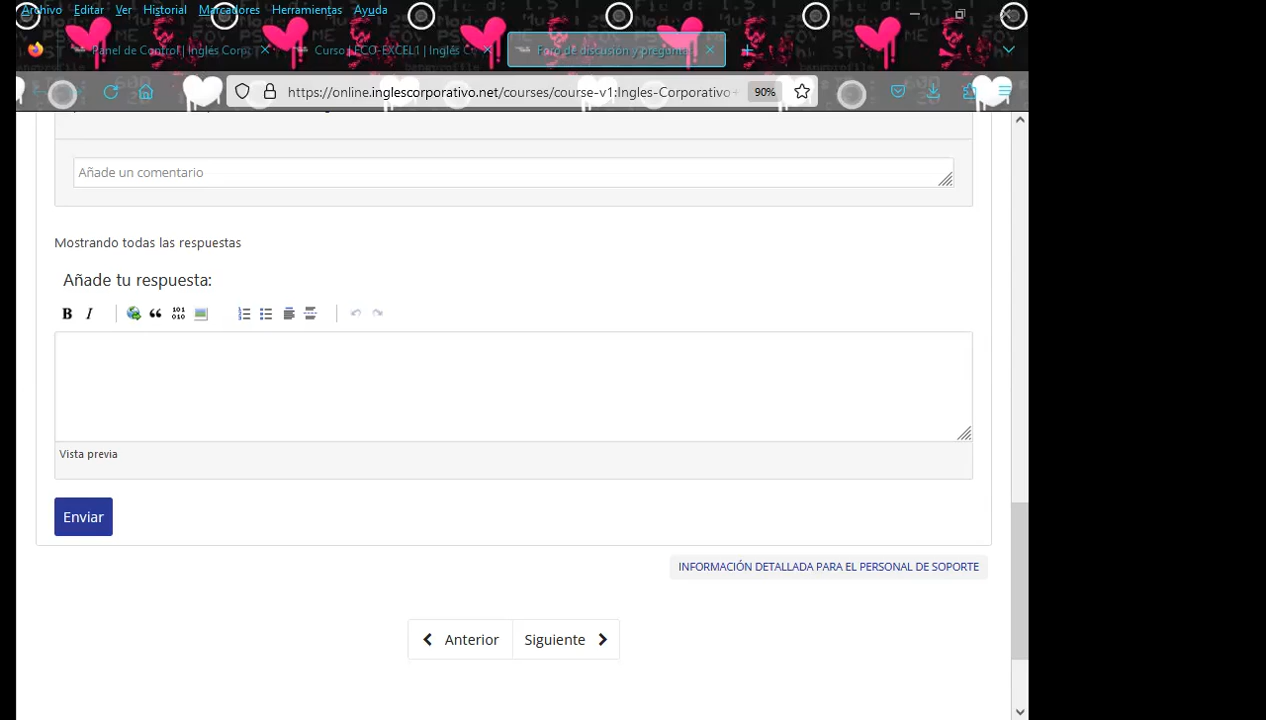 Archivo Editar Ver Historial Marcadores Herramientas Ayuda
Panel de Control | Inglés Corp
Curso | ECO-EXCEL1 | Inglés C
Foro de discusión y pregunta
https://online.inglescorporativo.net/courses/course-v1:Ingles-Corporativo+
90%
Añade un comentario
Mostrando todas las respuestas
Añade tu respuesta:
B I
Vista previa
Enviar
INFORMACIÓN DETALLADA PARA EL PERSONAL DE SOPORTE
Anterior Siguiente